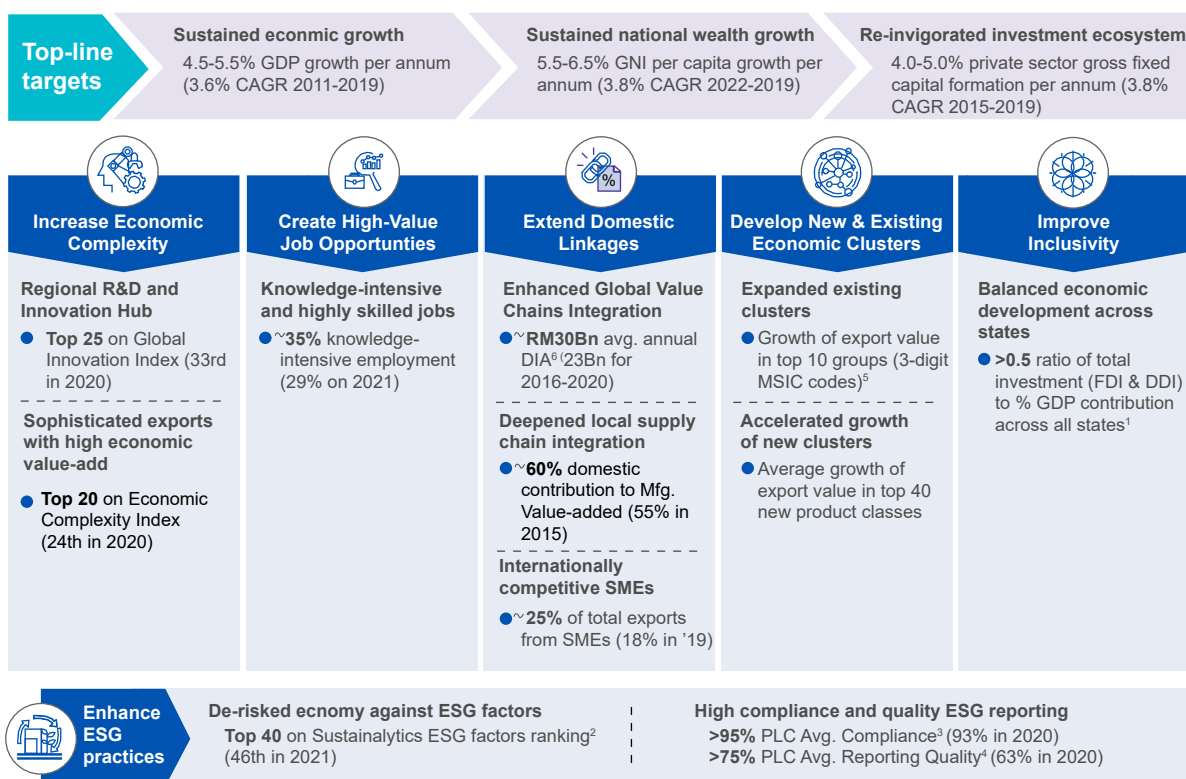 Top-line
targets
Sustained econmic growth
4.5-5.5% GDP growth per annum
(3.6% CAGR 2011-2019)
Sustained national wealth growth
5.5-6.5% GNI per capita growth per
annum (3.8% CAGR 2022-2019)
Re-invigorated investment ecosystem
4.0-5.0% private sector gross fixed
capital formation per annum (3.8%
CAGR 2015-2019)
Increase Economic
Complexity
Regional R&D and
Innovation Hub
Top 25 on Global
Innovation Index (33rd
in 2020)
Sophisticated exports
with high economic
value-add
Top 20 on Economic
Complexity Index
(24th in 2020)
Create High-Value
Job Opportunties
Knowledge-intensive
and highly skilled jobs
~35% knowledge-
intensive employment
(29% on 2021)
%
Extend Domestic
Linkages
Enhanced Global Value
Chains Integration
~RM30Bn avg. annual
DIA⁶ ⁽23Bn for
2016-2020)
Deepened local supply
chain integration
~60% domestic
contribution to Mfg.
Value-added (55% in
2015)
Internationally
competitive SMEs
~25% of total exports
from SMEs (18% in ’19)
Develop New & Existing
Economic Clusters
Expanded existing
clusters
Growth of export value
in top 10 groups (3-digit
MSIC codes)⁵
Accelerated growth
of new clusters
Average growth of
export value in top 40
new product classes
Improve
Inclusivity
Balanced economic
development across
states
>0.5 ratio of total
investment (FDI & DDI)
to % GDP contribution
across all states¹
Enhance
ESG
practices
De-risked ecnomy against ESG factors
Top 40 on Sustainalytics ESG factors ranking²
(46th in 2021)
High compliance and quality ESG reporting
>95% PLC Avg. Compliance³ (93% in 2020)
>75% PLC Avg. Reporting Quality⁴ (63% in 2020)